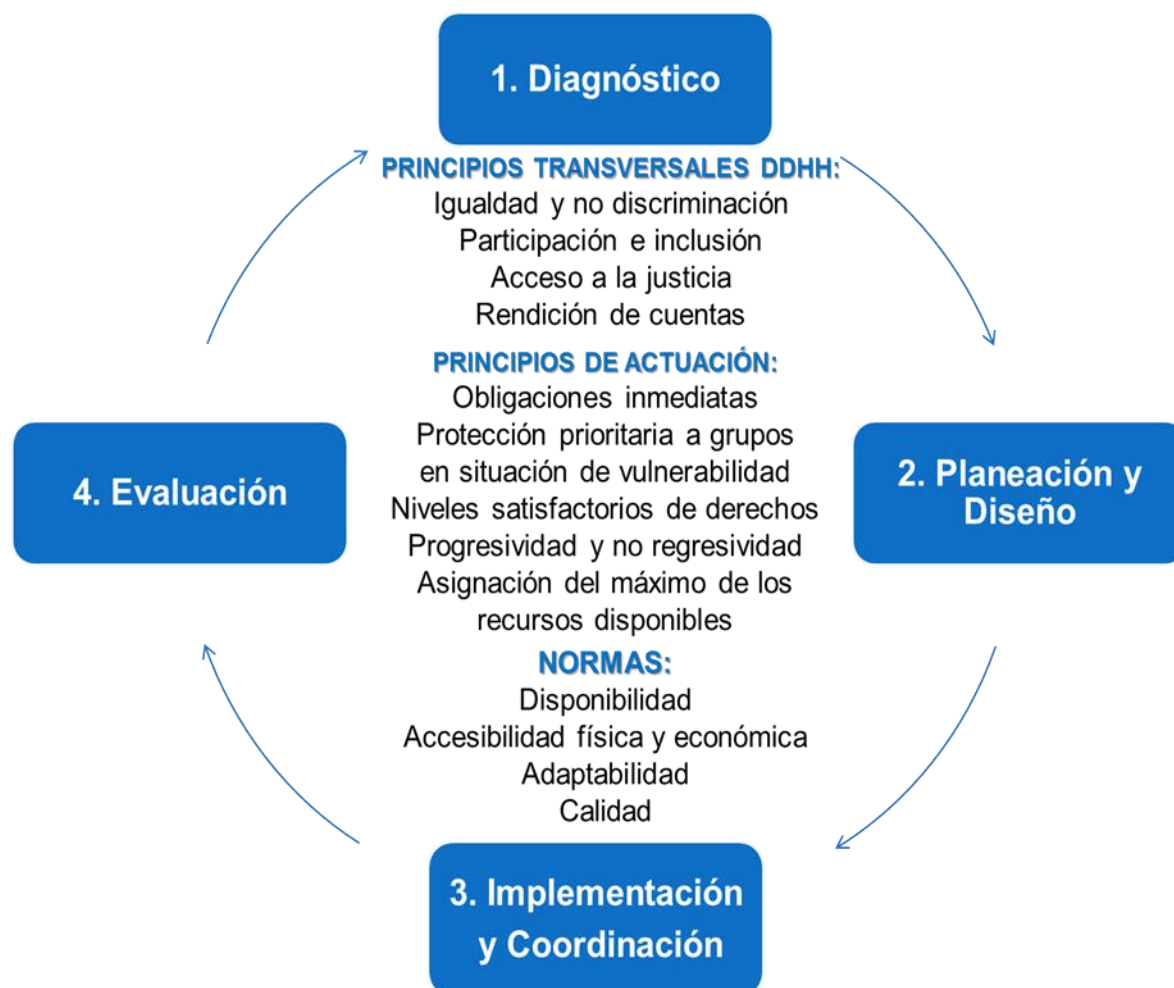 1. Diagnóstico
PRINCIPIOS TRANSVERSALES DDHH:
Igualdad y no discriminación
Participación e inclusión
Acceso a la justicia
Rendición de cuentas
PRINCIPIOS DE ACTUACIÓN:
Obligaciones inmediatas
Protección prioritaria a grupos
en situación de vulnerabilidad
Niveles satisfactorios de derechos
Progresividad y no regresividad
Asignación del máximo de los
recursos disponibles
NORMAS:
Disponibilidad
Accesibilidad física y económica
Adaptabilidad
Calidad
2. Planeación y
Diseño
3. Implementación
y Coordinación
4. Evaluación